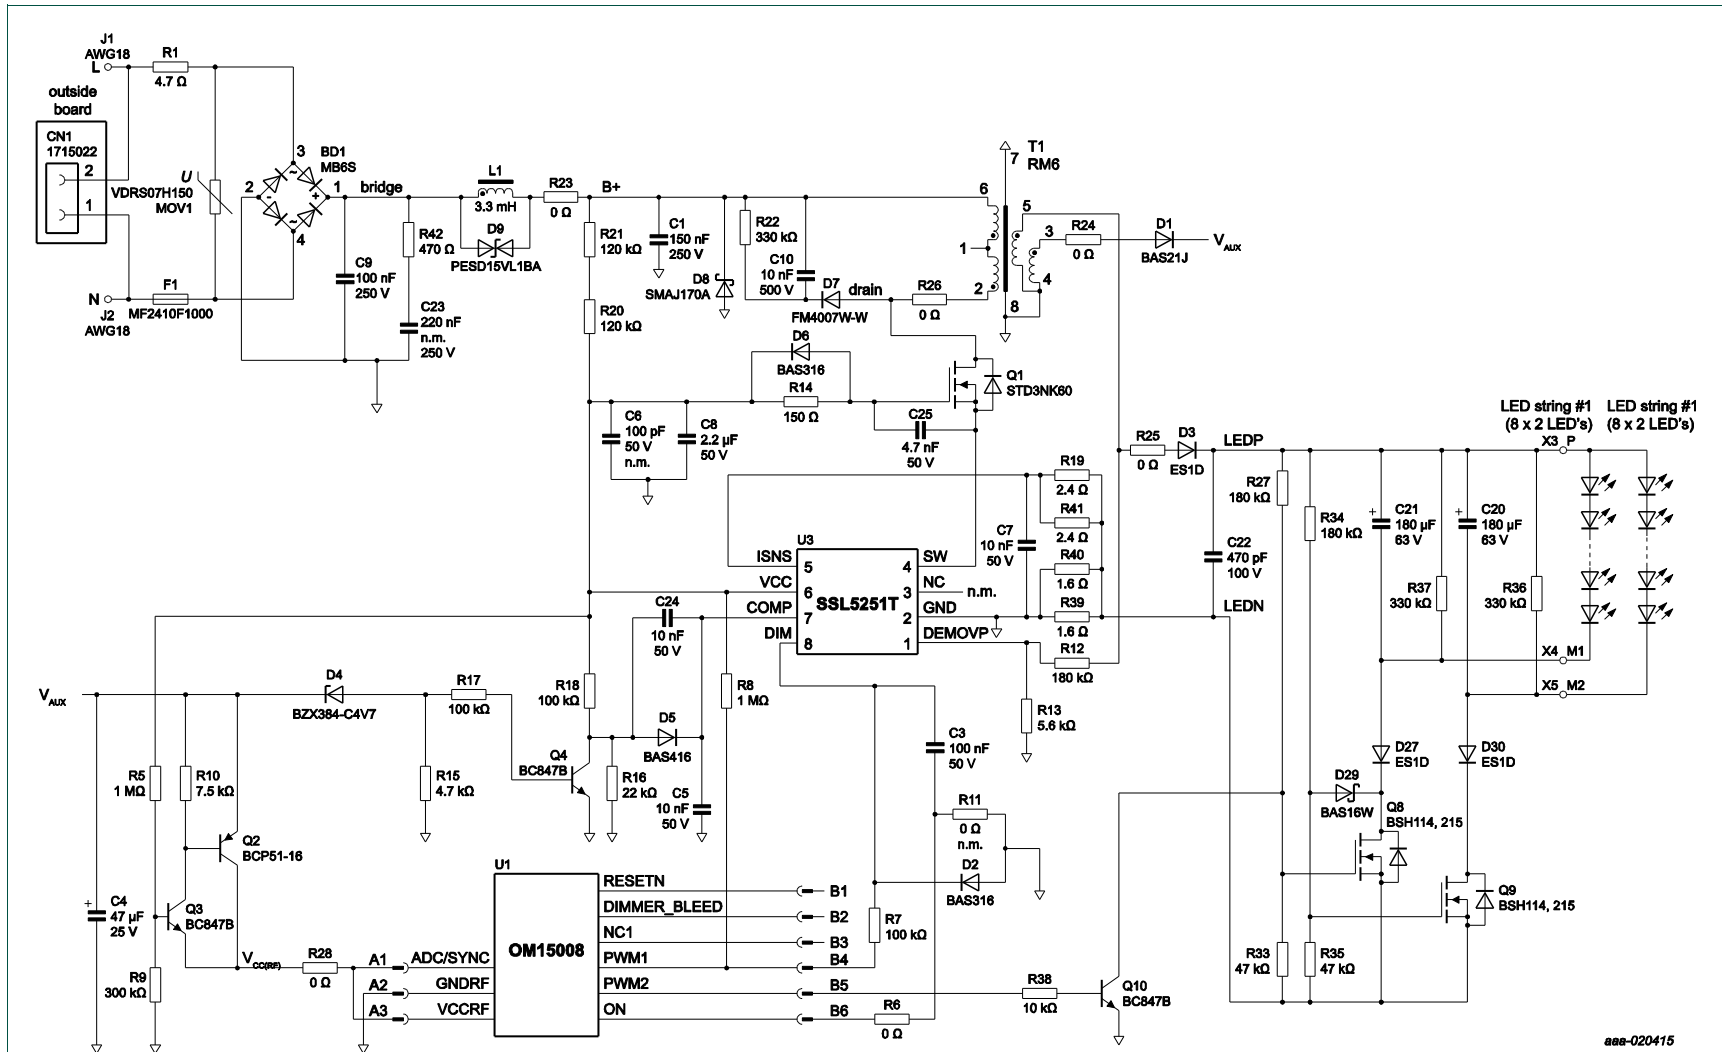 J1
AWG18
L
R1
4.7 Ω
outside
board
CN1
1715022
2
1
U
VDRS07H150
MOV1
N
J2
AWG18
F1
MF2410F1000
3
BD1
MB6S
2
1
4
~
+
-
~
bridge
C9
100 nF
250 V
R42
470 Ω
C23
220 nF
n.m.
250 V
L1
3.3 mH
D9
PESD15VL1BA
R23
0 Ω
B+
R21
120 kΩ
R20
120 kΩ
C1
150 nF
250 V
D8
SMAJ170A
R22
330 kΩ
C10
10 nF
500 V
D7
FM4007W-W
drain
R26
0 Ω
T1
RM6
7
6
1
2
5
3
4
8
R24
0 Ω
D1
BAS21J
VAUX
D6
BAS316
R14
150 Ω
Q1
STD3NK60
C6
100 pF
50 V
n.m.
C8
2.2 µF
50 V
C25
4.7 nF
50 V
R19
2.4 Ω
R41
2.4 Ω
R40
1.6 Ω
R39
1.6 Ω
R12
180 kΩ
C7
10 nF
50 V
R13
5.6 kΩ
U3
SSL5251T
ISNS
5
VCC
6
COMP
7
DIM
8
SW
4
NC
3
n.m.
GND
2
DEMOVP
1
R25
0 Ω
D3
ES1D
LEDP
LEDN
C22
470 pF
100 V
R27
180 kΩ
R34
180 kΩ
+
C21
180 µF
63 V
+
C20
180 µF
63 V
R37
330 kΩ
R36
330 kΩ
LED string #1
(8 x 2 LED's)
LED string #1
(8 x 2 LED's)
X3
P
X4
M1
X5
M2
D27
ES1D
D30
ES1D
D29
BAS16W
Q8
BSH114, 215
Q9
BSH114, 215
R33
47 kΩ
R35
47 kΩ
VAUX
D4
BZX384-C4V7
R17
100 kΩ
R18
100 kΩ
C24
10 nF
50 V
R8
1 MΩ
D5
BAS416
R16
22 kΩ
C5
10 nF
50 V
Q4
BC847B
R5
1 MΩ
R10
7.5 kΩ
R15
4.7 kΩ
Q2
BCP51-16
Q3
BC847B
+
C4
47 µF
25 V
R9
300 kΩ
VCC(RF)
R28
0 Ω
U1
OM15008
A1
ADC/SYNC
A2
GNDRF
A3
VCCRF
RESETN
B1
DIMMER_BLEED
B2
NC1
B3
PWM1
B4
PWM2
B5
ON
B6
C3
100 nF
50 V
R11
0 Ω
n.m.
D2
BAS316
R7
100 kΩ
R6
0 Ω
R38
10 kΩ
Q10
BC847B
aaa-020415